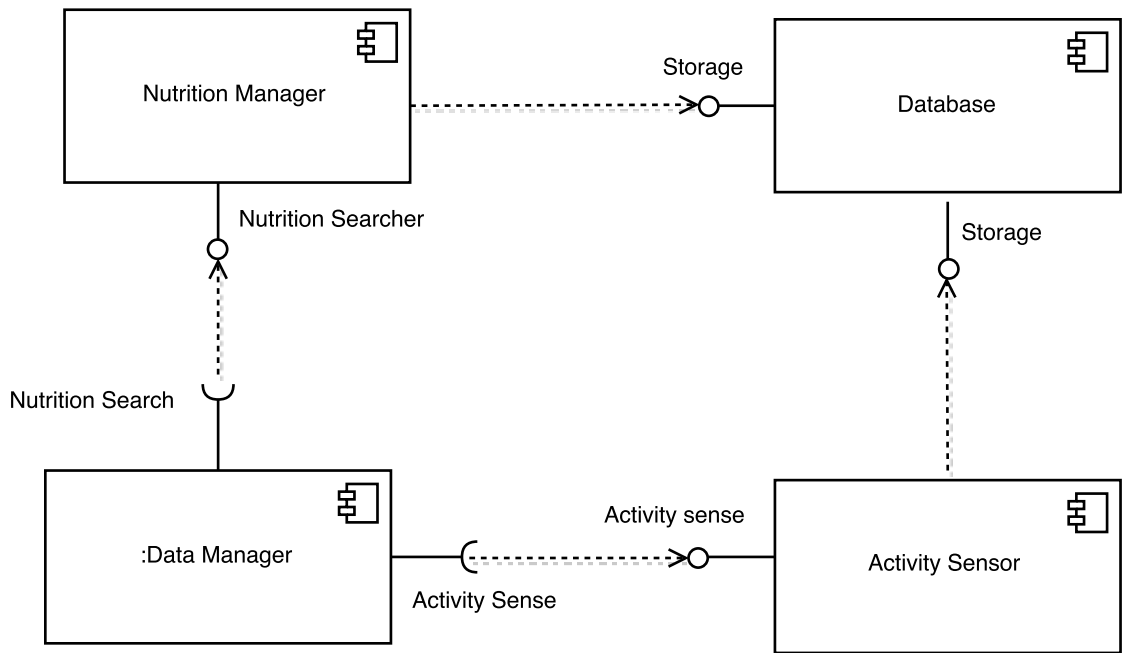 Nutrition Manager
Storage
Database
Nutrition Searcher
Storage
Nutrition Search
:Data Manager
Activity sense
Activity Sense
Activity Sensor